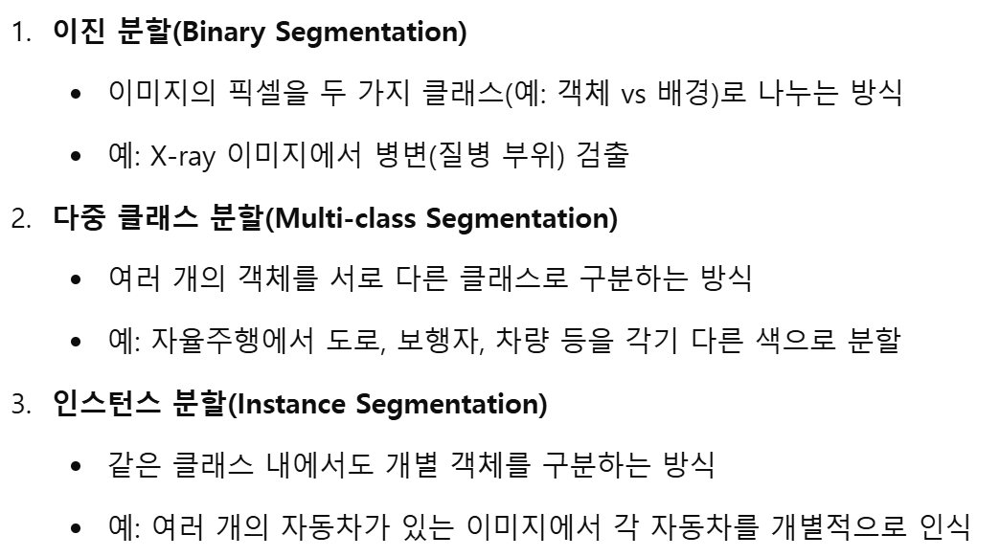 1. 이진 분할(Binary Segmentation)
• 이미지의 픽셀을 두 가지 클래스(예: 객체 vs 배경)로 나누는 방식
• 예: X-ray 이미지에서 병변(질병 부위) 검출
2. 다중 클래스 분할(Multi-class Segmentation)
• 여러 개의 객체를 서로 다른 클래스로 구분하는 방식
• 예: 자율주행에서 도로, 보행자, 차량 등을 각기 다른 색으로 분할
3. 인스턴스 분할(Instance Segmentation)
• 같은 클래스 내에서도 개별 객체를 구분하는 방식
• 예: 여러 개의 자동차가 있는 이미지에서 각 자동차를 개별적으로 인식